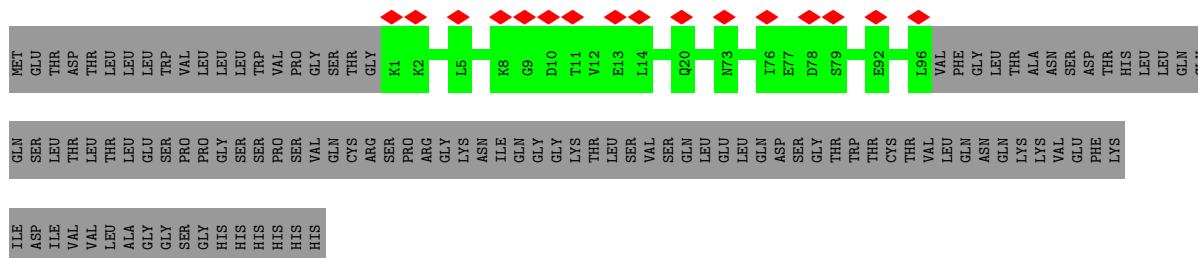 MET GLU THR ASP THR LEU LEU LEU TRP VAL LEU LEU LEU TRP VAL PRO GLY SER THR GLY K1 K2 L5 K8 G9 D10 T11 V12 E13 L14 Q20 N73 I76 E77 D78 S79 E92 L96 VAL PHE GLY LEU THR ALA ASN SER ASP THR HIS LEU LEU GLN
GLN SER LEU THR LEU THR LEU GLU SER PRO PRO GLY SER SER PRO SER VAL GLN CYS ARG SER PRO ARG GLY LYS ASN ILE GLN GLY GLY LYS THR LEU SER VAL SER GLN LEU GLU LEU GLN ASP SER GLY THR TRP THR CYS THR VAL LEU GLN ASN GLN LYS LYS VAL GLU PHE LYS
ILE ASP ILE VAL VAL LEU ALA GLY GLY SER GLY HIS HIS HIS HIS HIS HIS